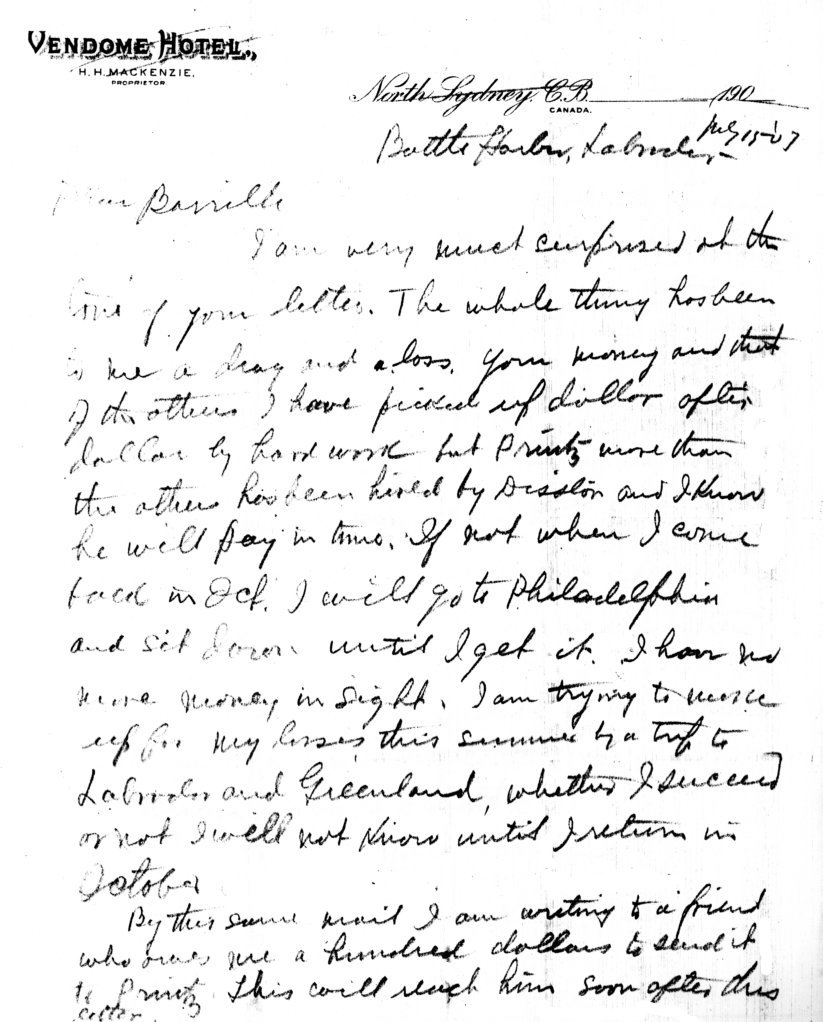 VENDOME HOTEL,
H. H. MACKENZIE.
PROPRIETOR
North Sydney, C.B. 190
CANADA.
July 15-07
Battle Harbor, Labrador
Dear Barrille
I am very much surprised at the
tone of your letter. The whole thing has been
to me a drag and a loss. Your money and that
of the others I have picked up dollar after
dollar by hard work but Printz more than
the others has been hired by Disston and I know
he will pay in time. If not when I come
back in Oct. I will go to Philadelphia
and sit down until I get it. I have no
more money in sight. I am trying to make
up for my losses this summer by a trip to
Labrador and Greenland, whether I succeed
or not I will not know until I return in
October
By this same mail I am writing to a friend
who owes me a hundred dollars to send it
to Printz. This will reach him soon after this
letter.